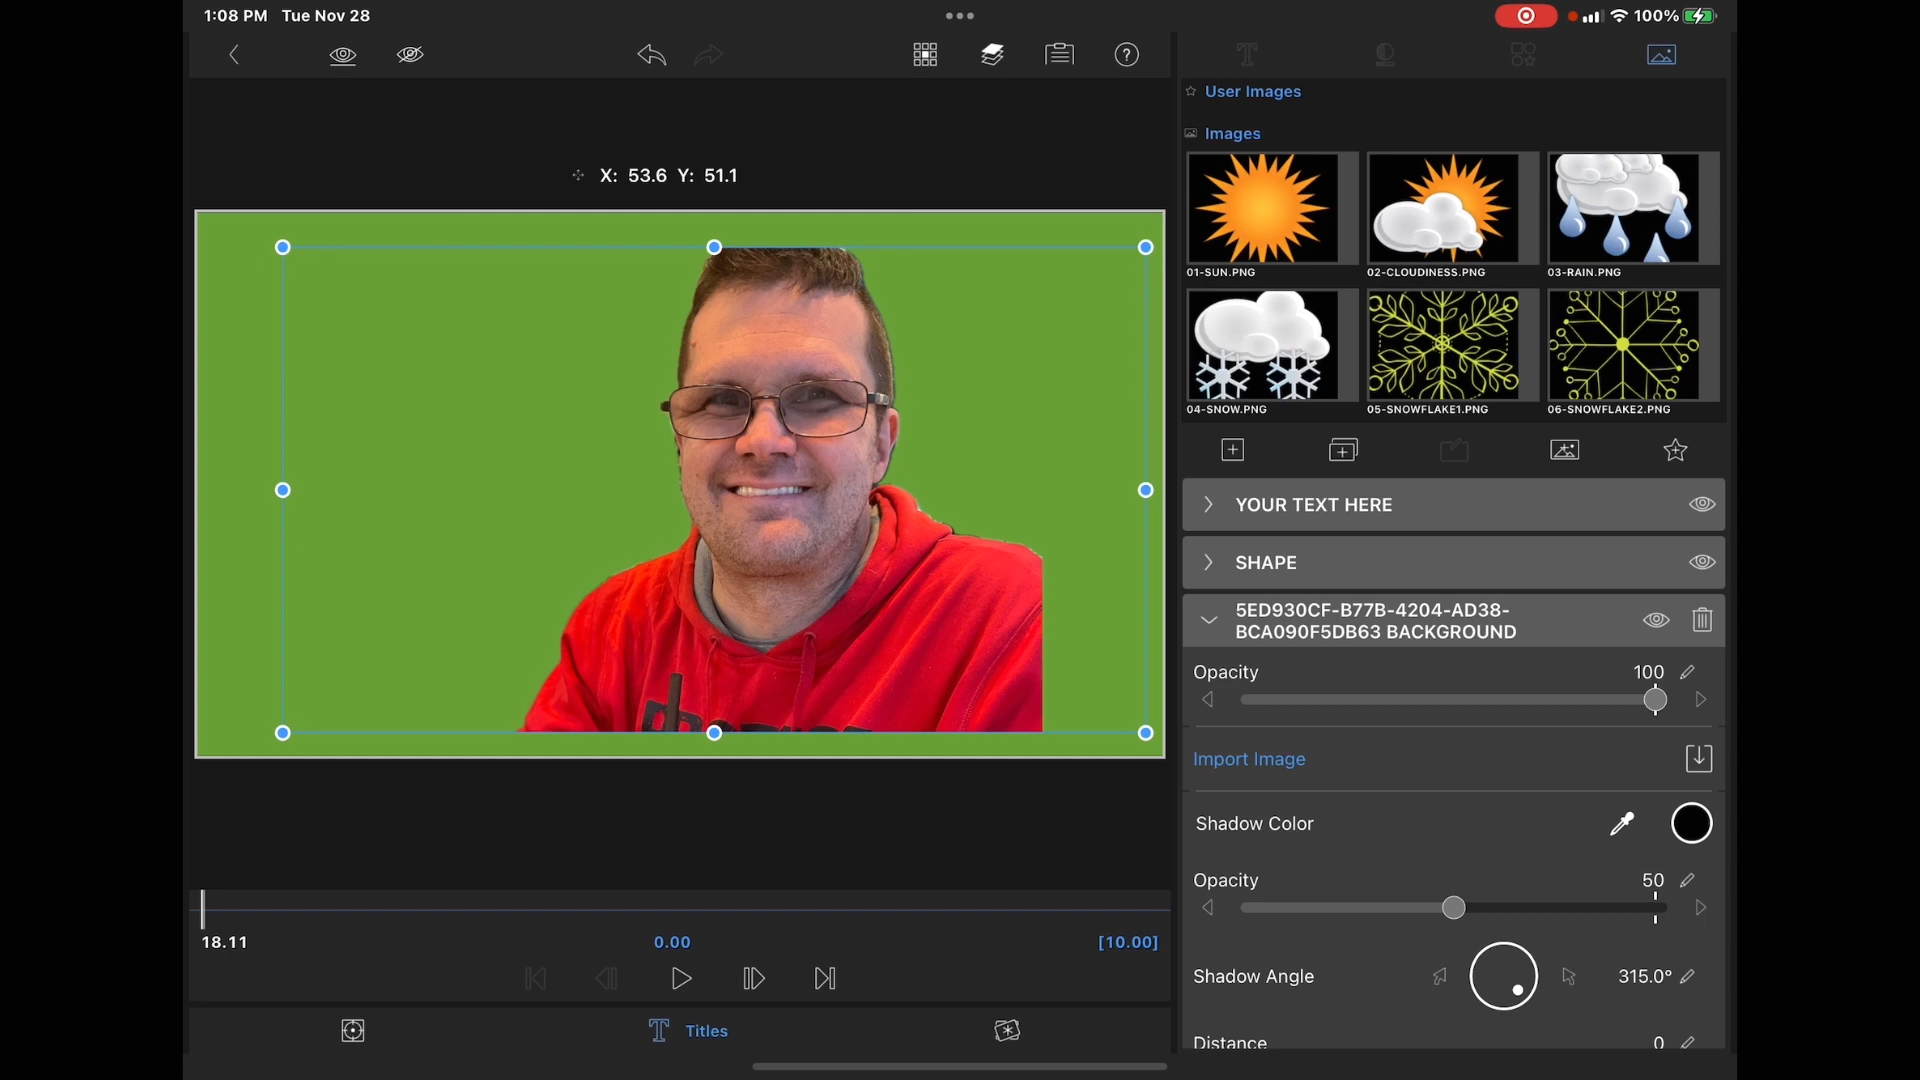 1:08 PM Tue Nov 28
100%
X: 53.6 Y: 51.1
User Images
Images
01-SUN.PNG
02-CLOUDINESS.PNG
03-RAIN.PNG
04-SNOW.PNG
05-SNOWFLAKE1.PNG
06-SNOWFLAKE2.PNG
YOUR TEXT HERE
SHAPE
5ED930CF-B77B-4204-AD38-
BCA090F5DB63 BACKGROUND
Opacity 100
Import Image
Shadow Color
Opacity 50
Shadow Angle 315.0°
Distance 0
18.11 0.00 [10.00]
Titles